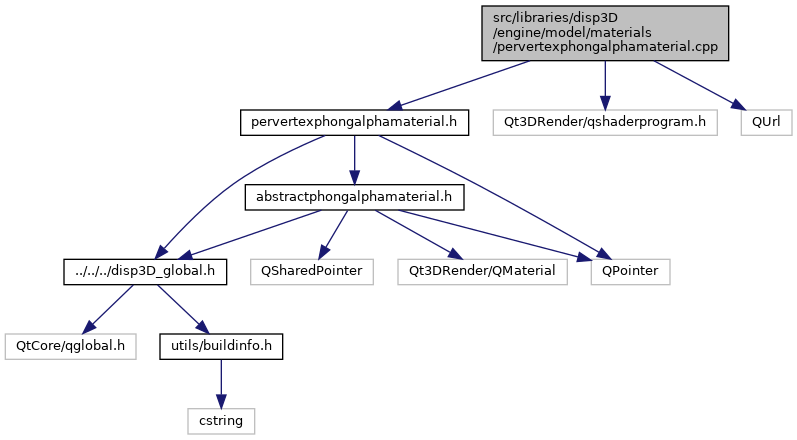 src/libraries/disp3D
/engine/model/materials
/pervertexphongalphamaterial.cpp
pervertexphongalphamaterial.h
Qt3DRender/qshaderprogram.h
QUrl
abstractphongalphamaterial.h
../../../disp3D_global.h
QSharedPointer
Qt3DRender/QMaterial
QPointer
QtCore/qglobal.h
utils/buildinfo.h
cstring